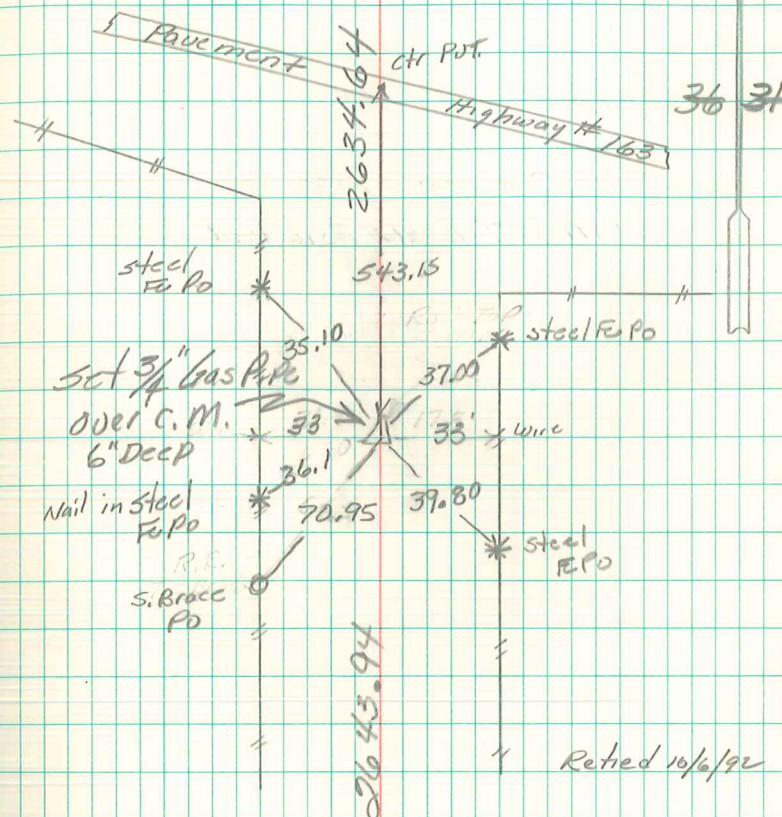 Pavement
2634.64
Ctr PVT.
Highway # 163
36 31
steel
Fe Po
543.15
35.10
steel Fe Po
37.00
Set 3/4" Gas Pipe
over C.M.
6" Deep
33
33'
Wire
36.1
Nail in steel
Fe Po
70.95
39.80
steel
Fe Po
S. Brace
Po
2643.94
Retied 10/6/92